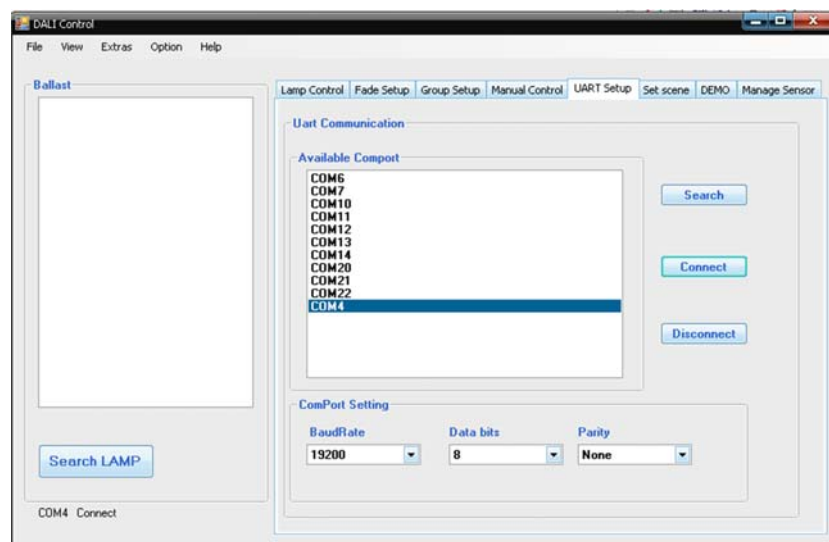 DALI Control
File View Extras Option Help
Ballast
Lamp Control Fade Setup Group Setup Manual Control UART Setup Set scene DEMO Manage Sensor
Uart Communication
Available Comport
COM6
COM7
COM10
COM11
COM12
COM13
COM14
COM20
COM21
COM22
COM4
Search
Connect
Disconnect
ComPort Setting
BaudRate Data bits Parity
19200 8 None
Search LAMP
COM4 Connect